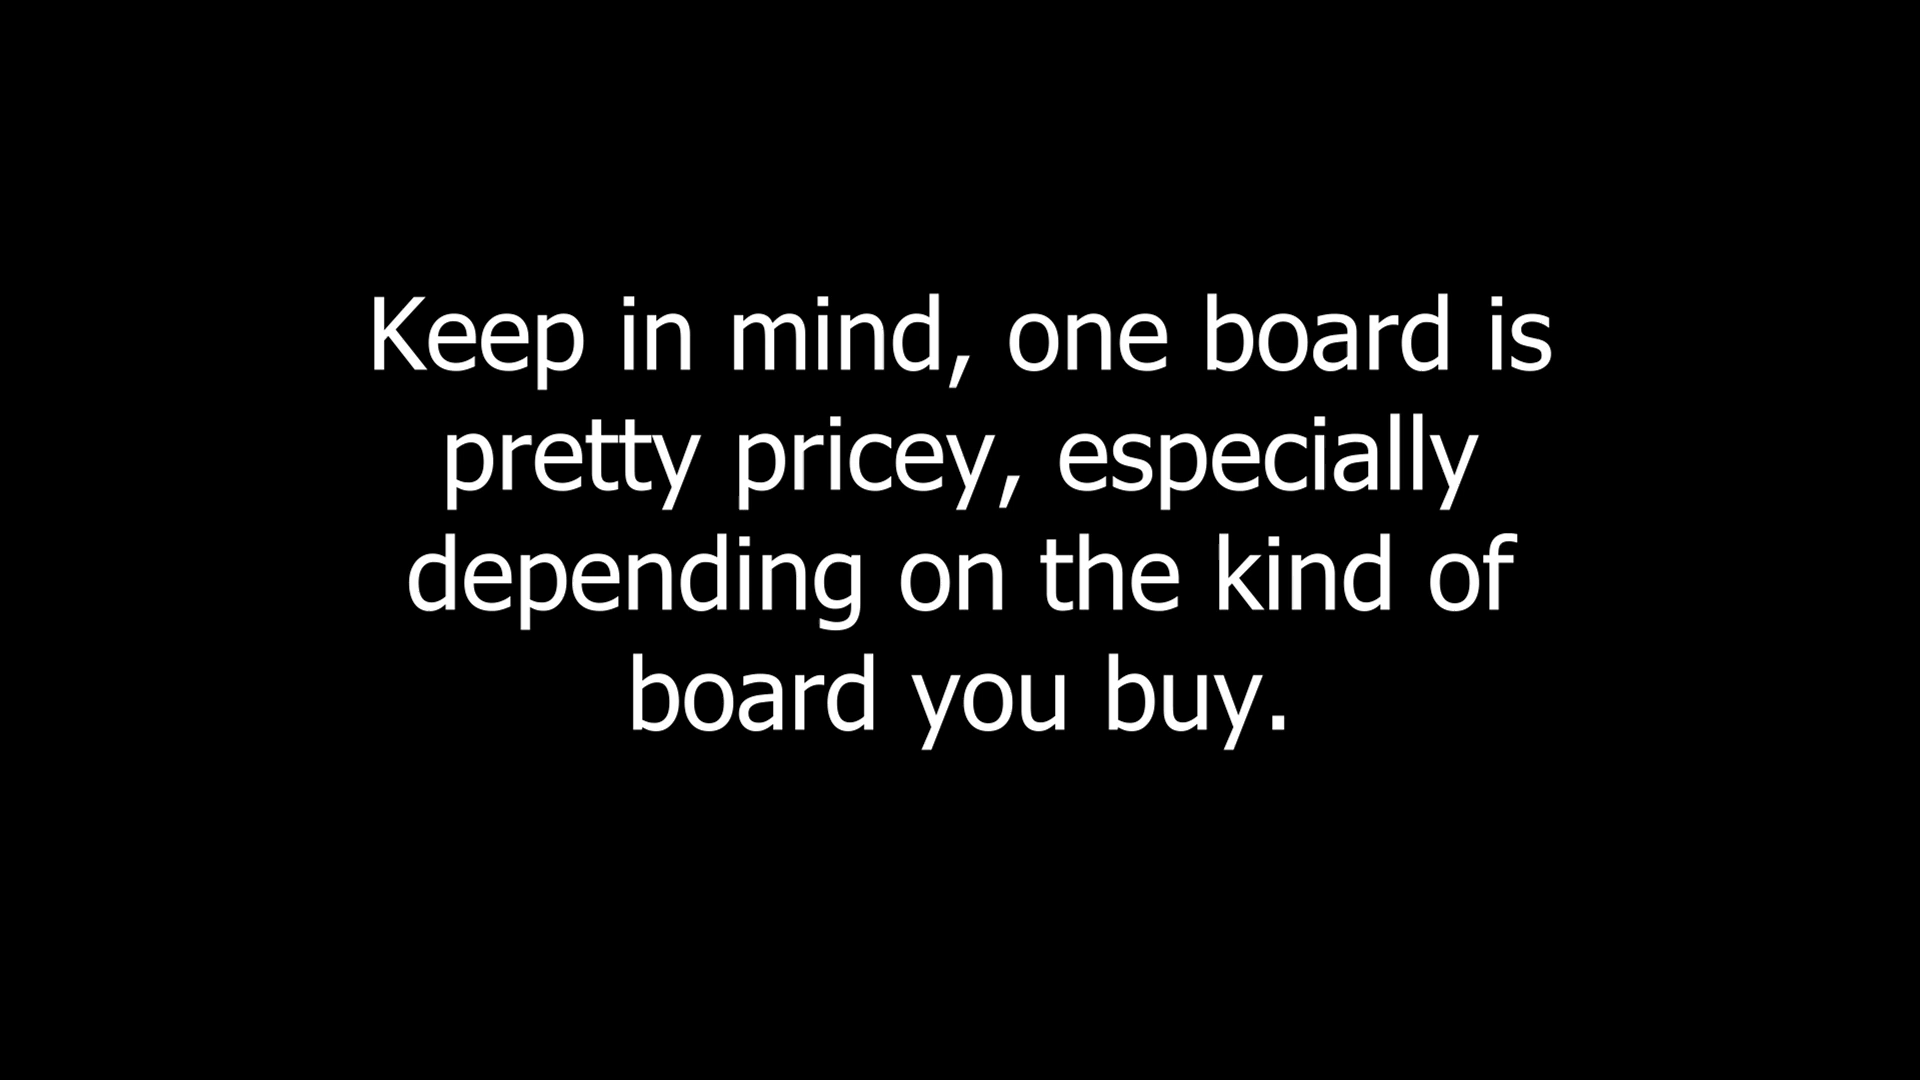 Keep in mind, one board is
pretty pricey, especially
depending on the kind of
board you buy.